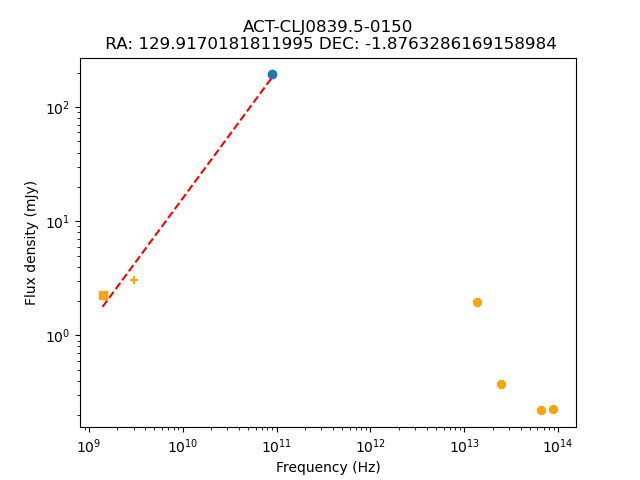 ACT-CLJ0839.5-0150
RA: 129.9170181811995 DEC: -1.8763286169158984
Flux density (mJy)
10²
10¹
10⁰
10⁹ 10¹⁰ 10¹¹ 10¹² 10¹³ 10¹⁴
Frequency (Hz)